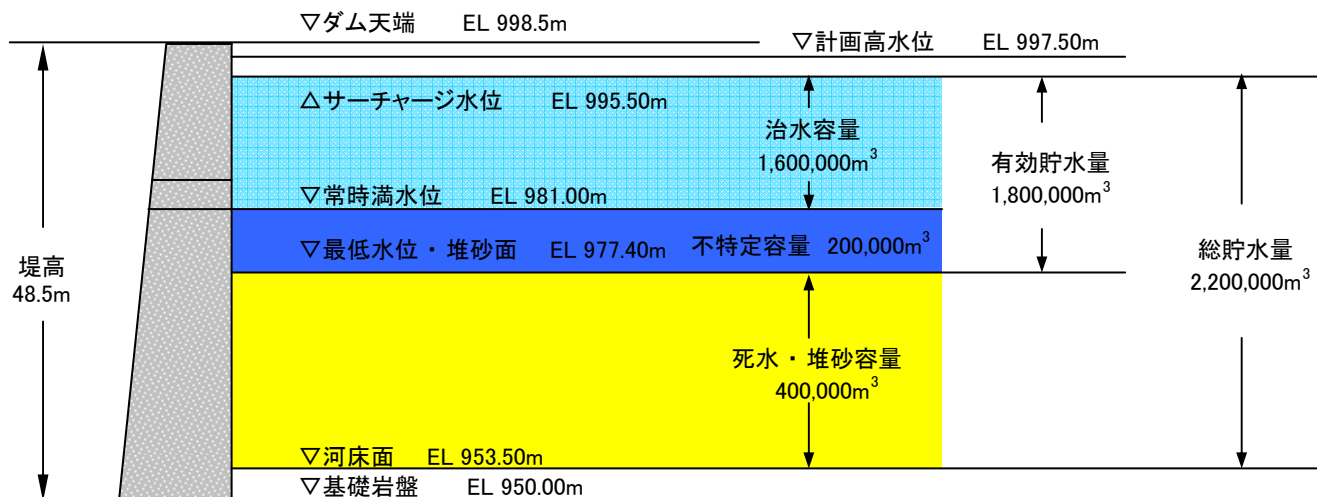 ▽ダム天端　EL 998.5m
▽計画高水位　EL 997.50m
△サーチャージ水位　EL 995.50m
治水容量
1,600,000m³
有効貯水量
1,800,000m³
▽常時満水位　EL 981.00m
▽最低水位・堆砂面　EL 977.40m
不特定容量　200,000m³
堤高
48.5m
総貯水量
2,200,000m³
死水・堆砂容量
400,000m³
▽河床面　EL 953.50m
▽基礎岩盤　EL 950.00m